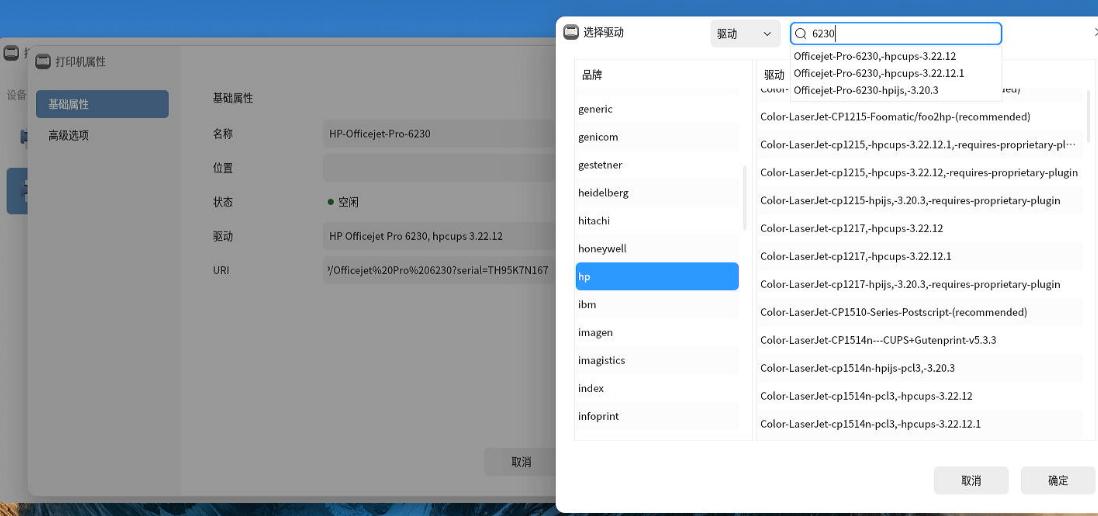 打印机属性
设备
基础属性
高级选项
基础属性
名称
HP-Officejet-Pro-6230
位置
状态
空闲
驱动
HP Officejet Pro 6230, hpcups 3.22.12
URI
?/Officejet%20Pro%206230?serial=TH95K7N167
取消
选择驱动
驱动
6230
Officejet-Pro-6230,-hpcups-3.22.12
Officejet-Pro-6230,-hpcups-3.22.12.1
Officejet-Pro-6230-hpijs,-3.20.3
品牌
generic
genicom
gestetner
heidelberg
hitachi
honeywell
hp
ibm
imagen
imagistics
index
infoprint
驱动
Color-LaserJet-CP1215-Foomatic/foo2hp-(recommended)
Color-LaserJet-cp1215,-hpcups-3.22.12.1,-requires-proprietary-pl···
Color-LaserJet-cp1215,-hpcups-3.22.12,-requires-proprietary-plugin
Color-LaserJet-cp1215-hpijs,-3.20.3,-requires-proprietary-plugin
Color-LaserJet-cp1217,-hpcups-3.22.12
Color-LaserJet-cp1217,-hpcups-3.22.12.1
Color-LaserJet-cp1217-hpijs,-3.20.3,-requires-proprietary-plugin
Color-LaserJet-CP1510-Series-Postscript-(recommended)
Color-LaserJet-CP1514n---CUPS+Gutenprint-v5.3.3
Color-LaserJet-cp1514n-hpijs-pcl3,-3.20.3
Color-LaserJet-cp1514n-pcl3,-hpcups-3.22.12
Color-LaserJet-cp1514n-pcl3,-hpcups-3.22.12.1
取消
确定